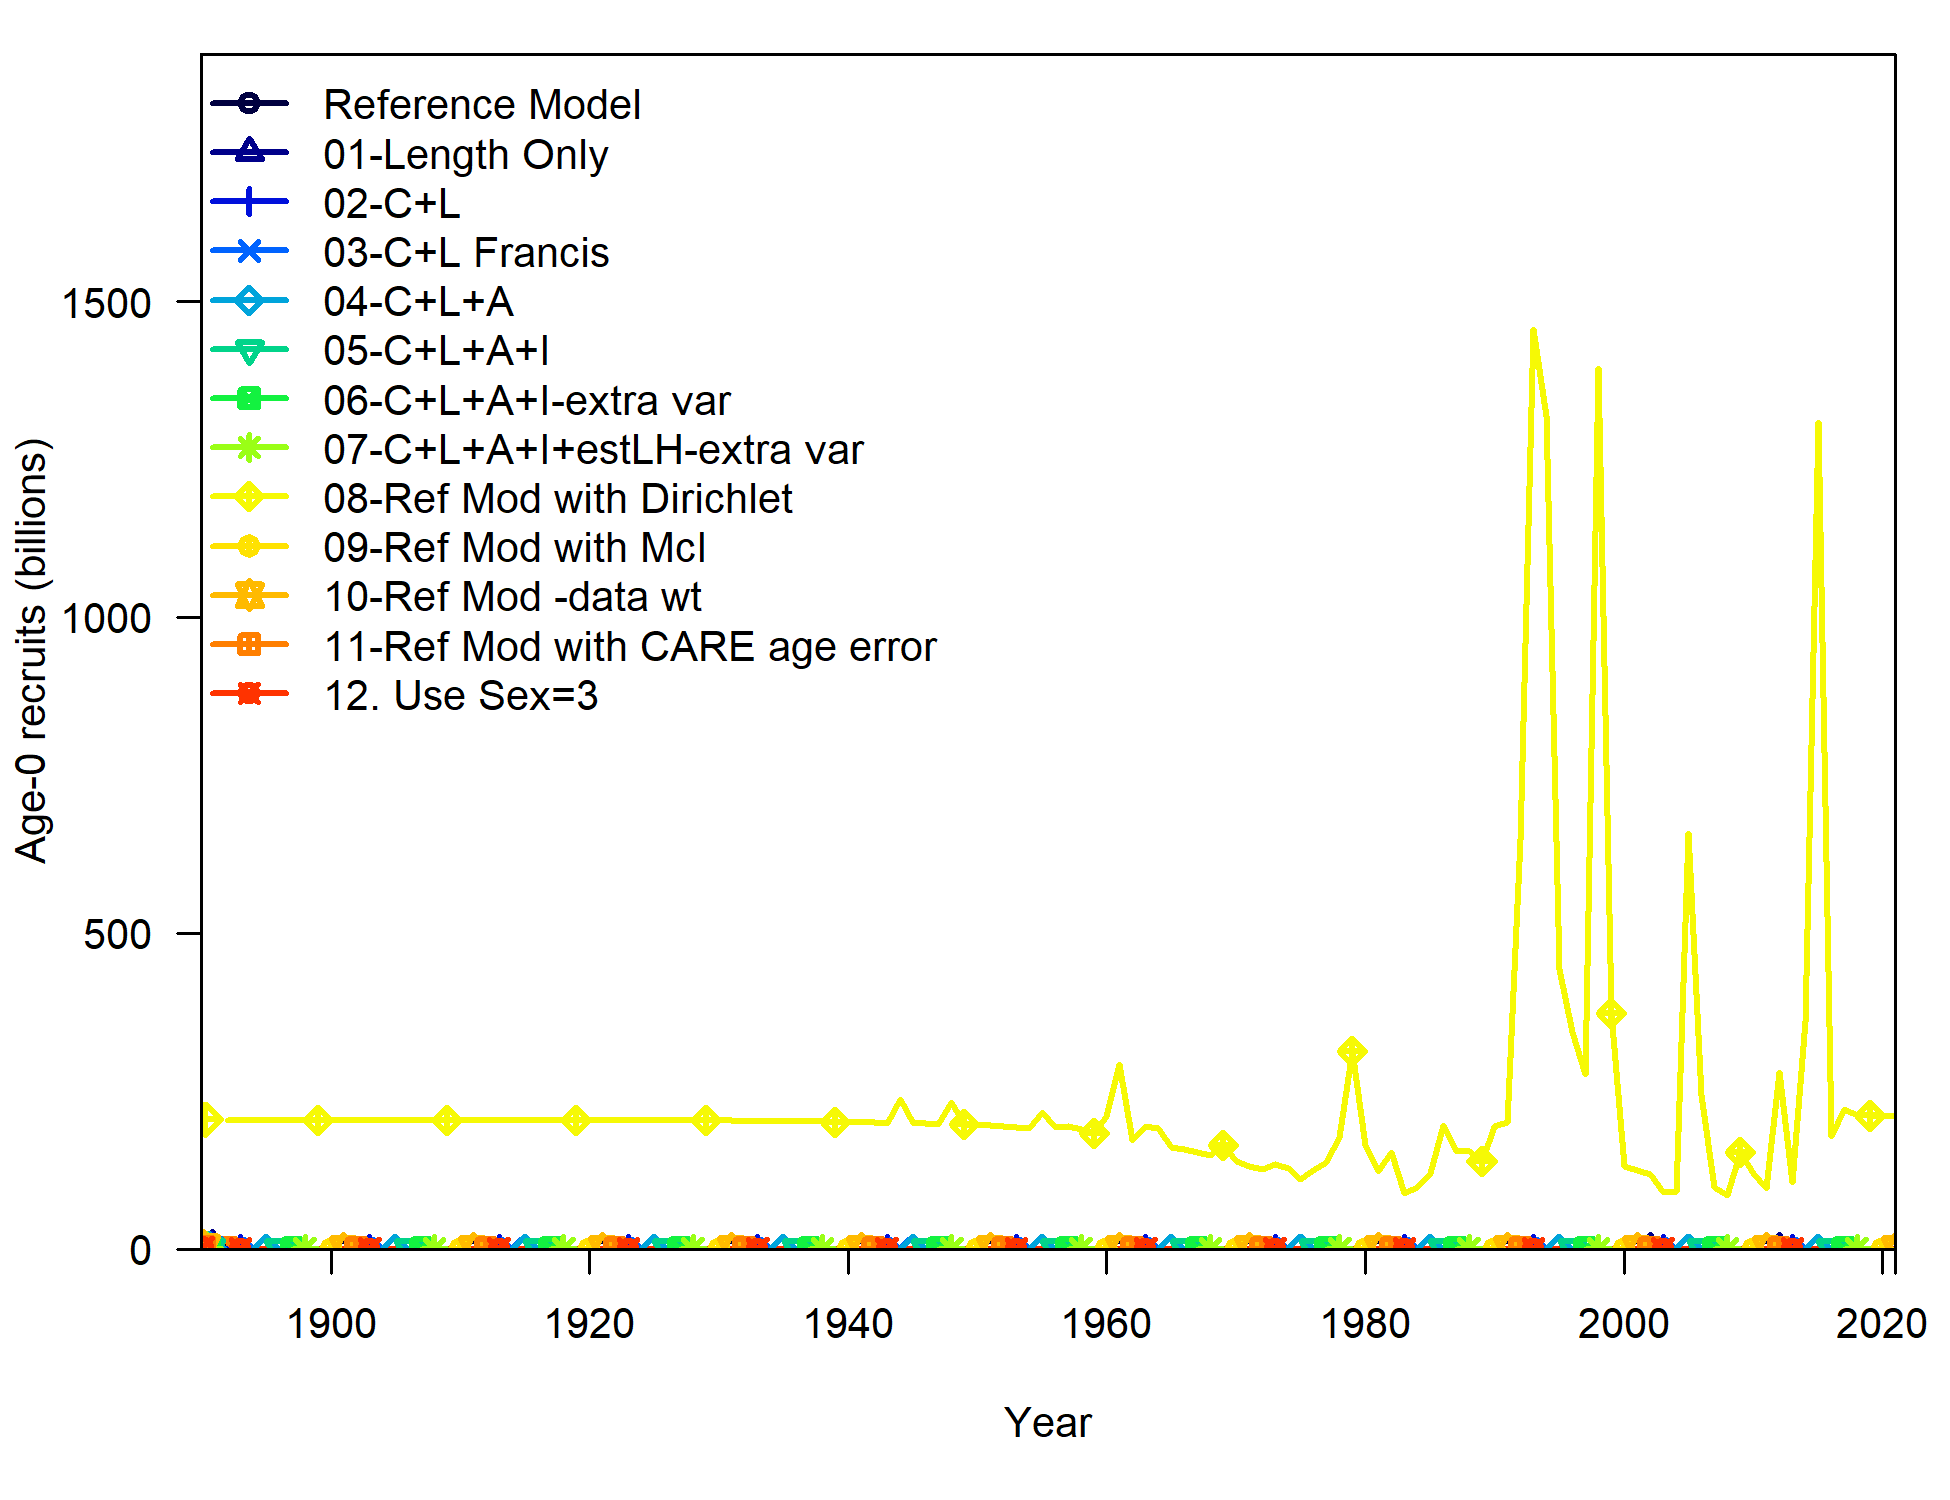 Reference Model
01-Length Only
02-C+L
03-C+L Francis
04-C+L+A
05-C+L+A+I
06-C+L+A+I-extra var
07-C+L+A+I+estLH-extra var
08-Ref Mod with Dirichlet
09-Ref Mod with McI
10-Ref Mod -data wt
11-Ref Mod with CARE age error
12. Use Sex=3
Age-0 recruits (billions)
1500
1000
500
0
1900 1920 1940 1960 1980 2000 2020
Year